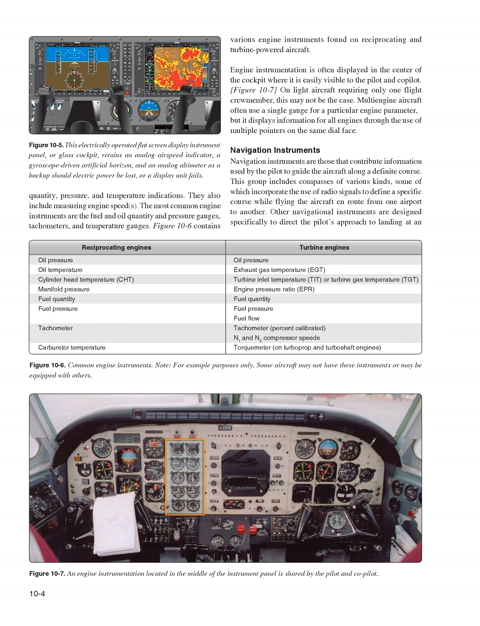 Figure 10-5. This electrically operated flat screen display instrument
panel, or glass cockpit, retains an analog airspeed indicator, a
gyroscope-driven artificial horizon, and an analog altimeter as a
backup should electric power be lost, or a display unit fails.
quantity, pressure, and temperature indications. They also
include measuring engine speed(s). The most common engine
instruments are the fuel and oil quantity and pressure gauges,
tachometers, and temperature gauges. Figure 10-6 contains
various engine instruments found on reciprocating and
turbine-powered aircraft.
Engine instrumentation is often displayed in the center of
the cockpit where it is easily visible to the pilot and copilot.
[Figure 10-7] On light aircraft requiring only one flight
crewmember, this may not be the case. Multiengine aircraft
often use a single gauge for a particular engine parameter,
but it displays information for all engines through the use of
multiple pointers on the same dial face.
Navigation Instruments
Navigation instruments are those that contribute information
used by the pilot to guide the aircraft along a definite course.
This group includes compasses of various kinds, some of
which incorporate the use of radio signals to define a specific
course while flying the aircraft en route from one airport
to another. Other navigational instruments are designed
specifically to direct the pilot's approach to landing at an
Reciprocating engines Turbine engines
Oil pressure Oil pressure
Oil temperature Exhaust gas temperature (EGT)
Cylinder head temperature (CHT) Turbine inlet temperature (TIT) or turbine gas temperature (TGT)
Manifold pressure Engine pressure ratio (EPR)
Fuel quantity Fuel quantity
Fuel pressure Fuel pressure
Fuel flow
Tachometer Tachometer (percent calibrated)
N1 and N2 compressor speeds
Carburetor temperature Torquemeter (on turboprop and turboshaft engines)
Figure 10-6. Common engine instruments. Note: For example purposes only. Some aircraft may not have these instruments or may be
equipped with others.
Figure 10-7. An engine instrumentation located in the middle of the instrument panel is shared by the pilot and co-pilot.
10-4